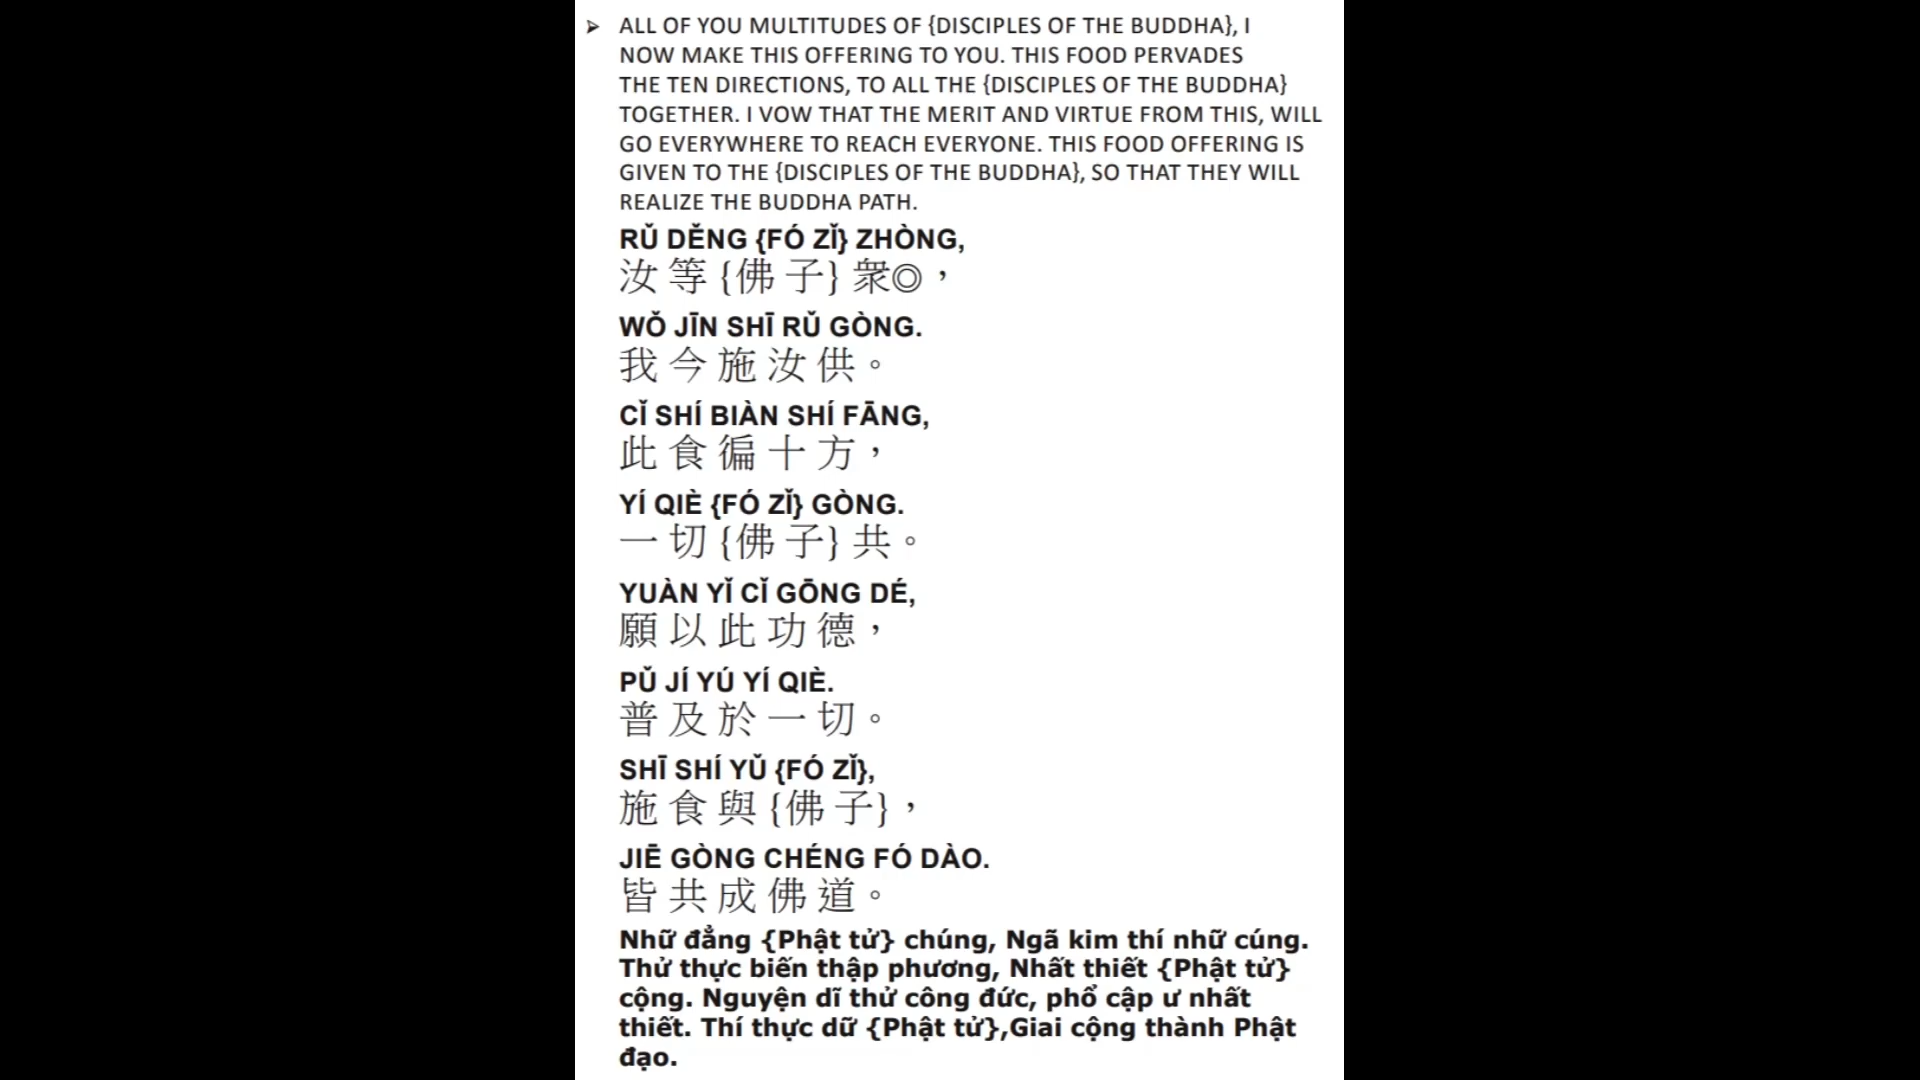 ➢ ALL OF YOU MULTITUDES OF {DISCIPLES OF THE BUDDHA}, I
NOW MAKE THIS OFFERING TO YOU. THIS FOOD PERVADES
THE TEN DIRECTIONS, TO ALL THE {DISCIPLES OF THE BUDDHA}
TOGETHER. I VOW THAT THE MERIT AND VIRTUE FROM THIS, WILL
GO EVERYWHERE TO REACH EVERYONE. THIS FOOD OFFERING IS
GIVEN TO THE {DISCIPLES OF THE BUDDHA}, SO THAT THEY WILL
REALIZE THE BUDDHA PATH.
RǓ DĚNG {FÓ ZǏ} ZHÒNG,
汝 等 {佛 子} 衆◎，
WǑ JĪN SHĪ RǓ GÒNG.
我 今 施 汝 供。
CǏ SHÍ BIÀN SHÍ FĀNG,
此 食 徧 十 方，
YÍ QIÈ {FÓ ZǏ} GÒNG.
一 切 {佛 子} 共。
YUÀN YǏ CǏ GŌNG DÉ,
願 以 此 功 德，
PǓ JÍ YÚ YÍ QIÈ.
普 及 於 一 切。
SHĪ SHÍ YǓ {FÓ ZǏ},
施 食 與 {佛 子}，
JIĒ GÒNG CHÉNG FÓ DÀO.
皆 共 成 佛 道。
Nhữ đẳng {Phật tử} chúng, Ngã kim thí nhữ cúng.
Thử thực biến thập phương, Nhất thiết {Phật tử}
cộng. Nguyện dĩ thử công đức, phổ cập ư nhất
thiết. Thí thực dữ {Phật tử},Giai cộng thành Phật
đạo.